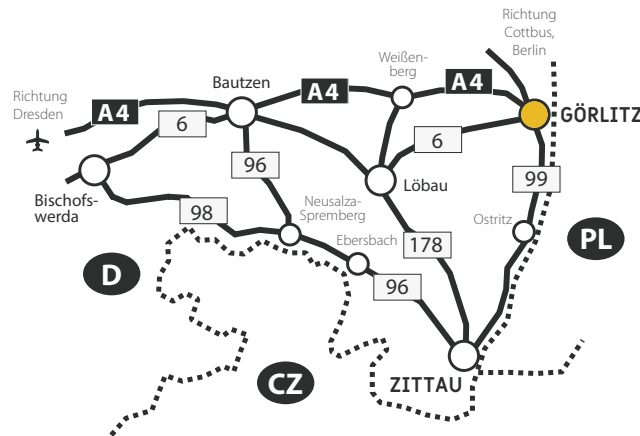 Richtung
Cottbus,
Berlin
Weißen-
berg
Bautzen
A4
A4
Richtung
Dresden
A4
GÖRLITZ
6
6
96
99
Löbau
Bischofs-
werda
Neusalza-
Spremberg
98
Ostritz
Ebersbach
178
PL
D
96
CZ
ZITTAU